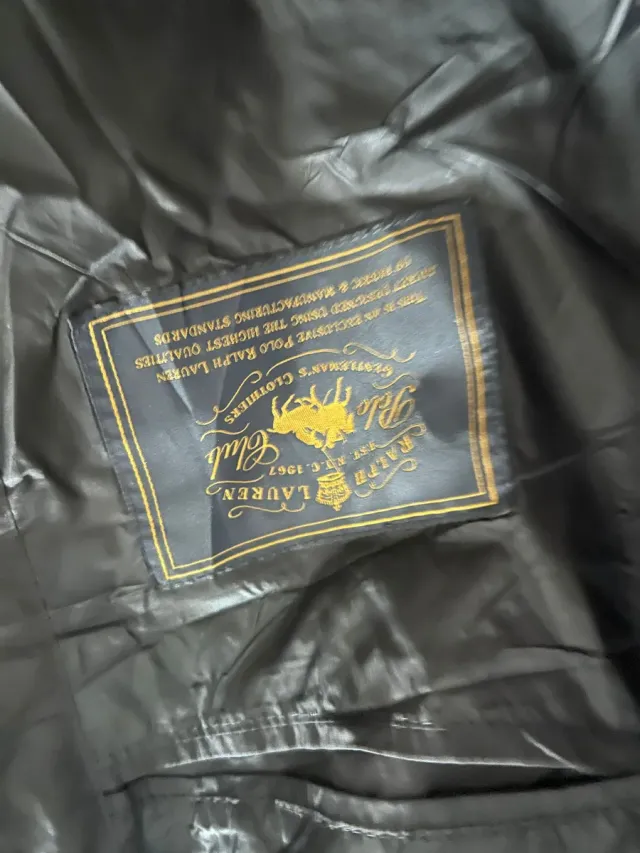 RALPH LAUREN
EST. N.Y.C. 1967
Polo Club
GENTLEMAN'S CLOTHIERS
THIS IS AN EXCLUSIVE POLO RALPH LAUREN
DESIGNED USING THE HIGHEST QUALITIES
OF FABRIC & MANUFACTURING STANDARDS